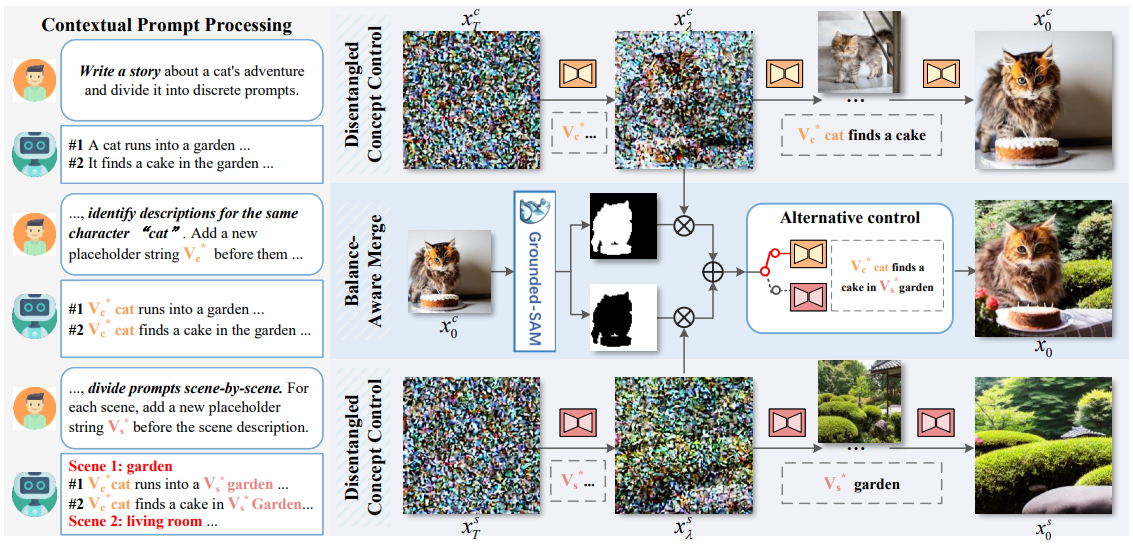 Contextual Prompt Processing
Write a story about a cat's adventure
and divide it into discrete prompts.
#1 A cat runs into a garden ...
#2 It finds a cake in the garden ...
..., identify descriptions for the same
character “cat”. Add a new
placeholder string V_c^* before them ...
#1 V_c^* cat runs into a garden ...
#2 V_c^* cat finds a cake in the garden ...
..., divide prompts scene-by-scene. For
each scene, add a new placeholder
string V_s^* before the scene description.
Scene 1: garden
#1 V_c^*cat runs into a V_s^*garden ...
#2 V_c^*cat finds a cake in V_s^*Garden...
Scene 2: living room ...
Disentangled
Concept Control
x_T^c
x_λ^c
x_0^c
V_c^*...
...
V_c^* cat finds a cake
Balance-
Aware Merge
x_0^c
Grounded-SAM
Alternative control
V_c^* cat finds a
cake in V_s^*garden
x_0
Disentangled
Concept Control
V_s^*...
...
V_s^* garden
x_T^s
x_λ^s
x_0^s